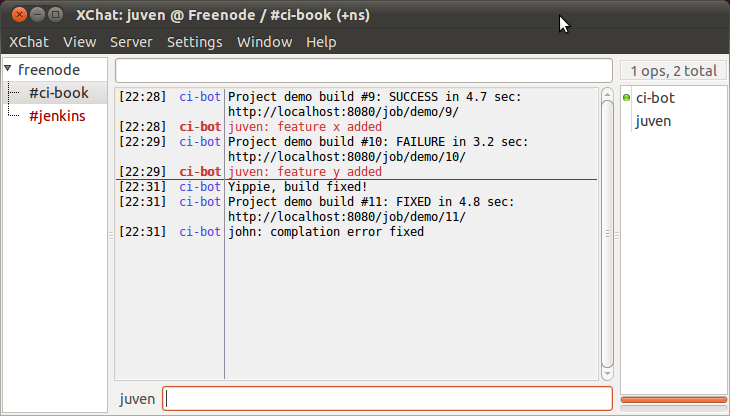 XChat: juven @ Freenode / #ci-book (+ns)
XChat View Server Settings Window Help
freenode
#ci-book
#jenkins
[22:28] ci-bot Project demo build #9: SUCCESS in 4.7 sec:
http://localhost:8080/job/demo/9/
[22:28] ci-bot juven: feature x added
[22:29] ci-bot Project demo build #10: FAILURE in 3.2 sec:
http://localhost:8080/job/demo/10/
[22:29] ci-bot juven: feature y added
[22:31] ci-bot Yippie, build fixed!
[22:31] ci-bot Project demo build #11: FIXED in 4.8 sec:
http://localhost:8080/job/demo/11/
[22:31] ci-bot john: complation error fixed
juven
1 ops, 2 total
ci-bot
juven